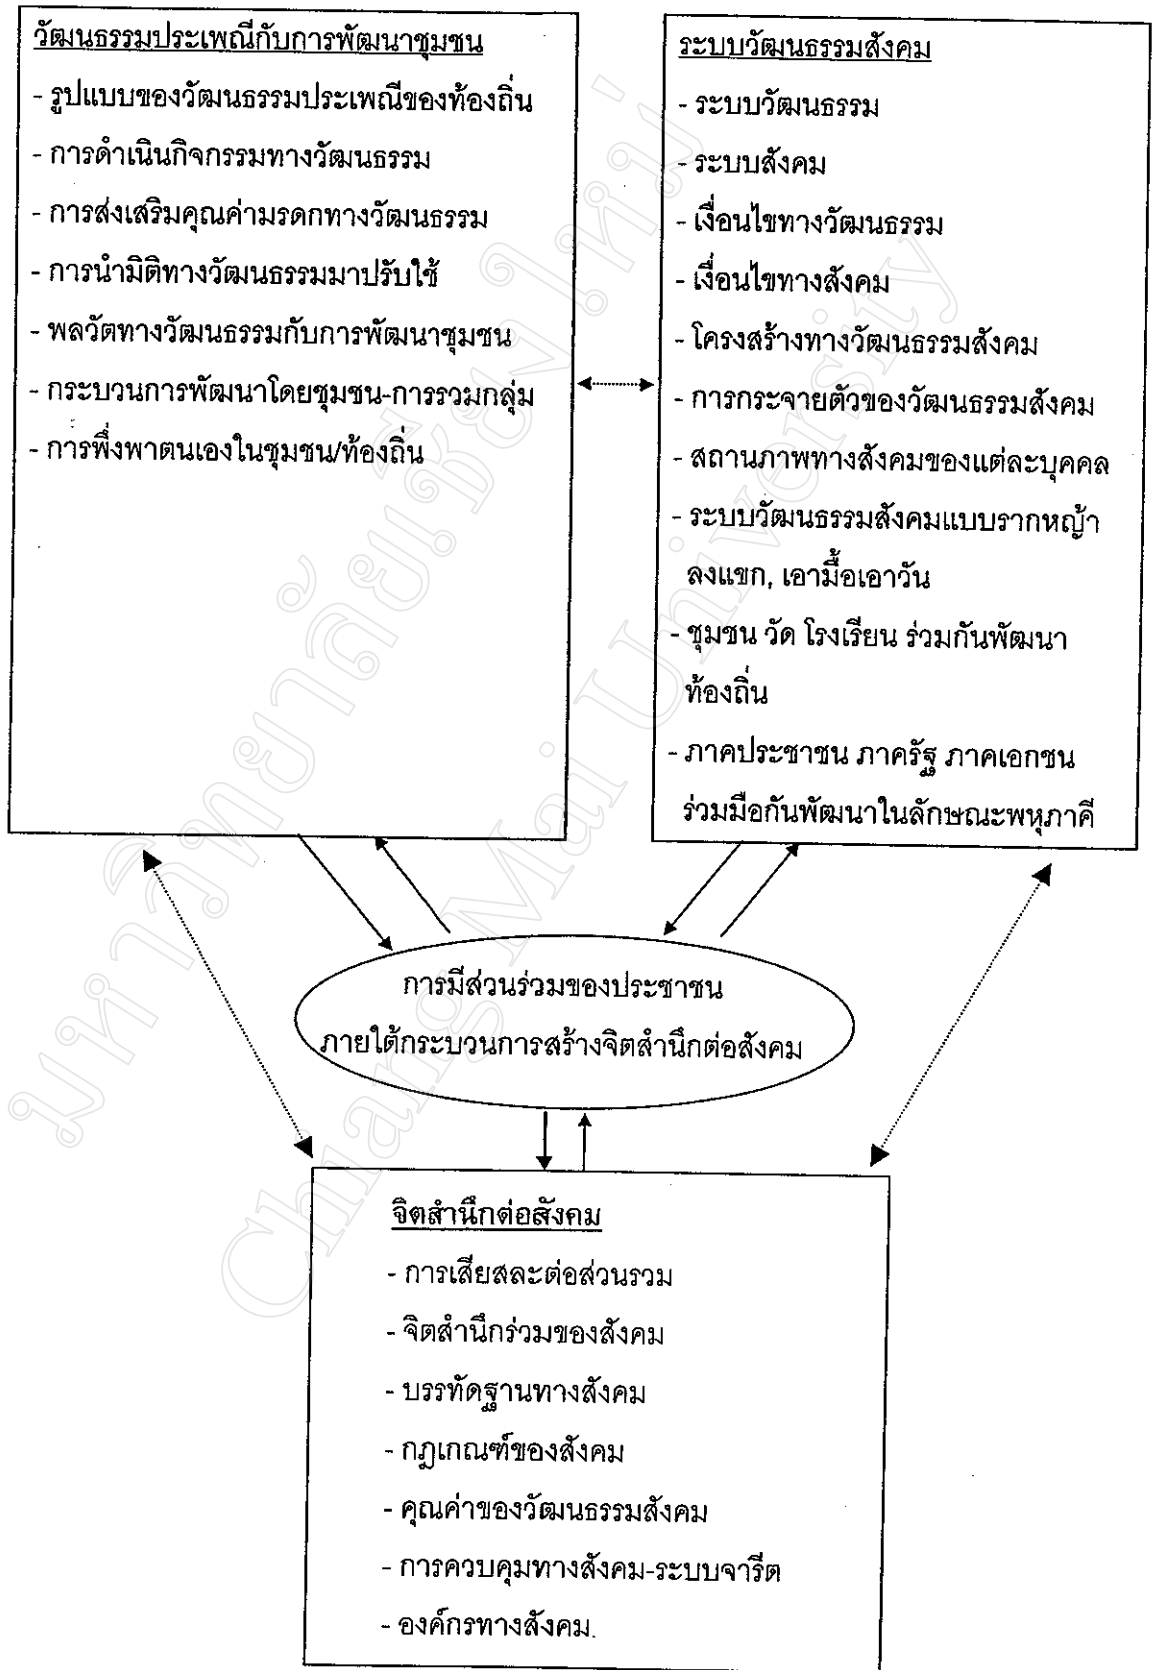 วัฒนธรรมประเพณีกับการพัฒนาชุมชน
- รูปแบบของวัฒนธรรมประเพณีของท้องถิ่น
- การดำเนินกิจกรรมทางวัฒนธรรม
- การส่งเสริมคุณค่ามรดกทางวัฒนธรรม
- การนำมิติทางวัฒนธรรมมาปรับใช้
- พลวัตทางวัฒนธรรมกับการพัฒนาชุมชน
- กระบวนการพัฒนาโดยชุมชน-การรวมกลุ่ม
- การพึ่งพาตนเองในชุมชน/ท้องถิ่น
ระบบวัฒนธรรมสังคม
- ระบบวัฒนธรรม
- ระบบสังคม
- เงื่อนไขทางวัฒนธรรม
- เงื่อนไขทางสังคม
- โครงสร้างทางวัฒนธรรมสังคม
- การกระจายตัวของวัฒนธรรมสังคม
- สถานภาพทางสังคมของแต่ละบุคคล
- ระบบวัฒนธรรมสังคมแบบรากหญ้า
ลงแขก, เอามื้อเอาวัน
- ชุมชน วัด โรงเรียน ร่วมกันพัฒนา
ท้องถิ่น
- ภาคประชาชน ภาครัฐ ภาคเอกชน
ร่วมมือกันพัฒนาในลักษณะพหุภาคี
การมีส่วนร่วมของประชาชน
ภายใต้กระบวนการสร้างจิตสำนึกต่อสังคม
จิตสำนึกต่อสังคม
- การเสียสละต่อส่วนรวม
- จิตสำนึกร่วมของสังคม
- บรรทัดฐานทางสังคม
- กฎเกณฑ์ของสังคม
- คุณค่าของวัฒนธรรมสังคม
- การควบคุมทางสังคม-ระบบจารีต
- องค์กรทางสังคม.
มหาวิทยาลัยเชียงใหม่
Chiang Mai University